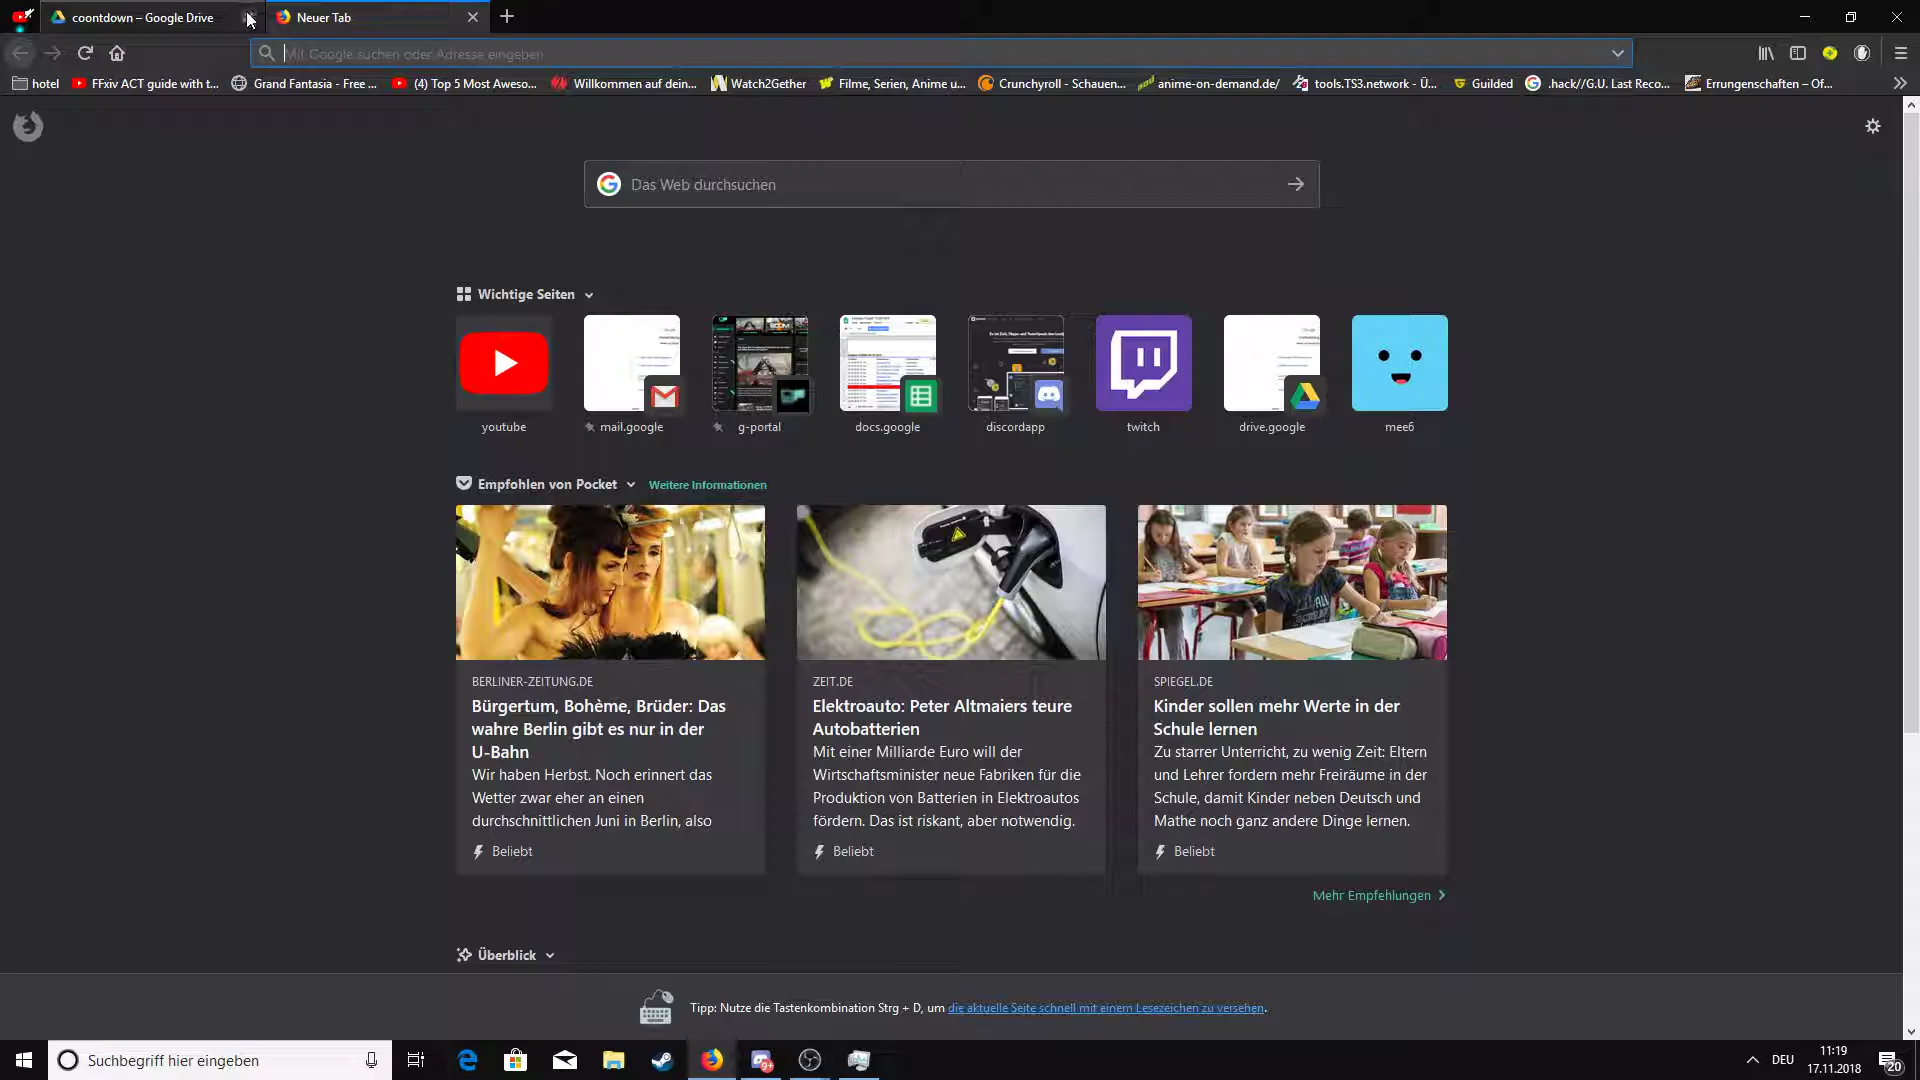 coontdown – Google Drive
Neuer Tab
Mit Google suchen oder Adresse eingeben
hotel
FFxiv ACT guide with t...
Grand Fantasia - Free ...
(4) Top 5 Most Aweso...
Willkommen auf dein...
Watch2Gether
Filme, Serien, Anime u...
Crunchyroll - Schauen...
anime-on-demand.de/
tools.TS3.network - Ü...
Guilded
.hack//G.U. Last Reco...
Errungenschaften – Of...
Das Web durchsuchen
Wichtige Seiten
youtube
mail.google
g-portal
docs.google
discordapp
twitch
drive.google
mee6
Empfohlen von Pocket
Weitere Informationen
BERLINER-ZEITUNG.DE
Bürgertum, Bohème, Brüder: Das
wahre Berlin gibt es nur in der
U-Bahn
Wir haben Herbst. Noch erinnert das
Wetter zwar eher an einen
durchschnittlichen Juni in Berlin, also
Beliebt
ZEIT.DE
Elektroauto: Peter Altmaiers teure
Autobatterien
Mit einer Milliarde Euro will der
Wirtschaftsminister neue Fabriken für die
Produktion von Batterien in Elektroautos
fördern. Das ist riskant, aber notwendig.
Beliebt
SPIEGEL.DE
Kinder sollen mehr Werte in der
Schule lernen
Zu starrer Unterricht, zu wenig Zeit: Eltern
und Lehrer fordern mehr Freiräume in der
Schule, damit Kinder neben Deutsch und
Mathe noch ganz andere Dinge lernen.
Beliebt
Mehr Empfehlungen
Überblick
Tipp: Nutze die Tastenkombination Strg + D, um die aktuelle Seite schnell mit einem Lesezeichen zu versehen.
Suchbegriff hier eingeben
9+
DEU
11:19
17.11.2018
20